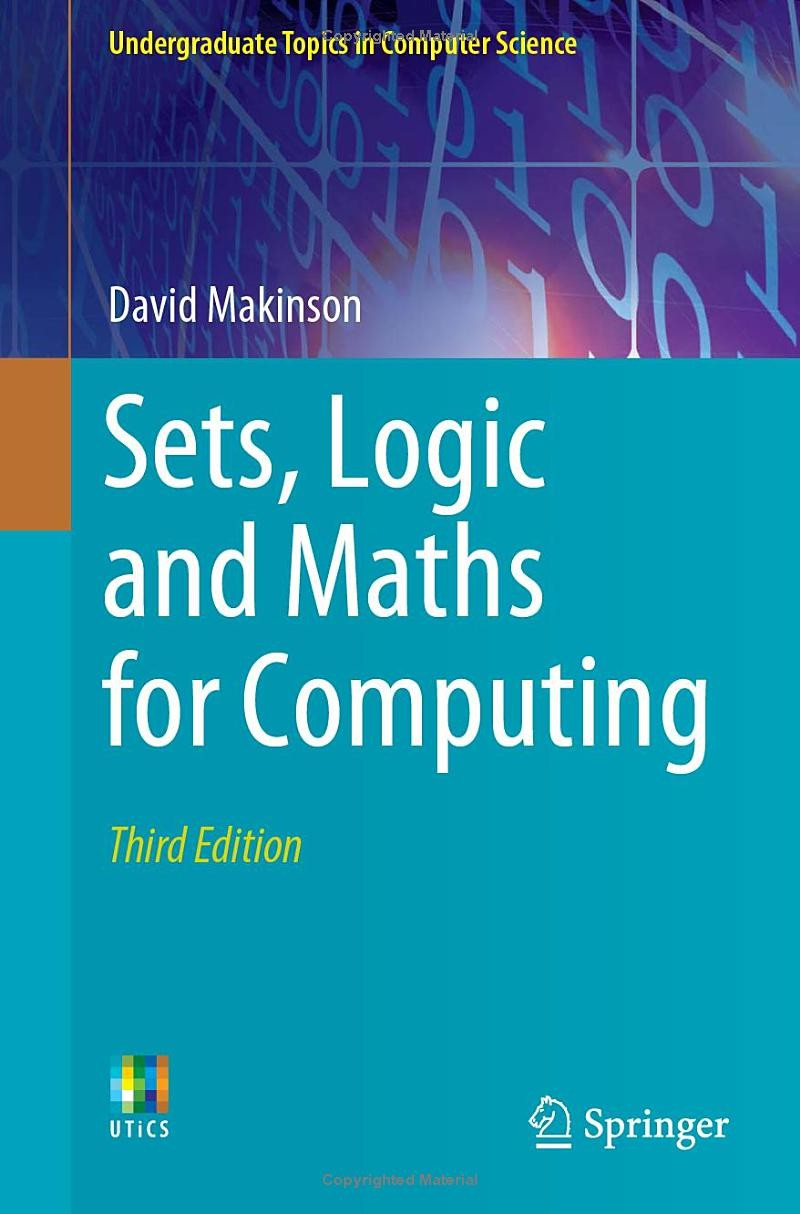 Copyrighted Material
Undergraduate Topics in Computer Science
David Makinson
Sets, Logic
and Maths
for Computing
Third Edition
UTiCS
Springer
Copyrighted Material